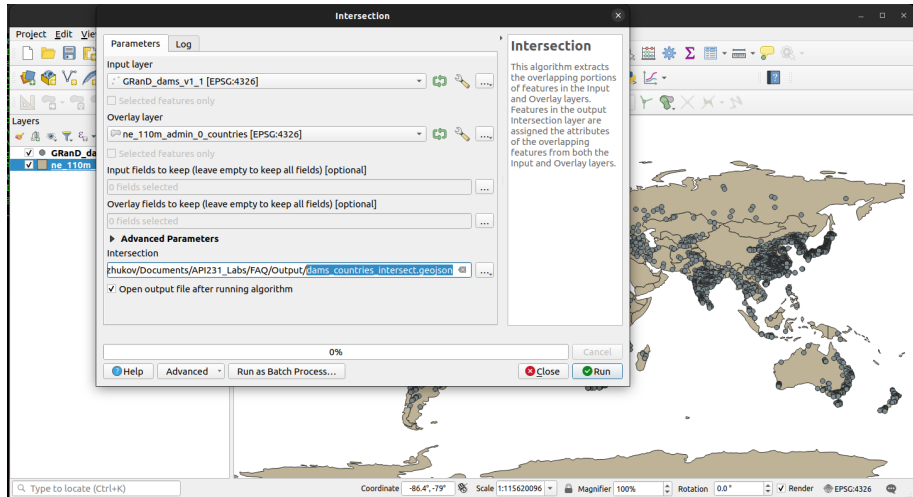 Intersection
Project Edit
Parameters Log
Input layer
GRanD_dams_v1_1 [EPSG:4326]
Selected features only
Overlay layer
ne_110m_admin_0_countries [EPSG:4326]
Selected features only
Input fields to keep (leave empty to keep all fields) [optional]
0 fields selected
Overlay fields to keep (leave empty to keep all fields) [optional]
0 fields selected
Advanced Parameters
Intersection
zhukov/Documents/API231_Labs/FAQ/Output/dams_countries_intersect.geojson
Open output file after running algorithm
0%
Cancel
Help Advanced Run as Batch Process... Close Run
Intersection
This algorithm extracts
the overlapping portions
of features in the Input
and Overlay layers.
Features in the output
Intersection layer are
assigned the attributes
of the overlapping
features from both the
Input and Overlay layers.
Layers
GRanD_da
ne_110m_
Type to locate (Ctrl+K) Coordinate -86.4°,-79° Scale 1:115620096 Magnifier 100% Rotation 0.0° Render EPSG:4326